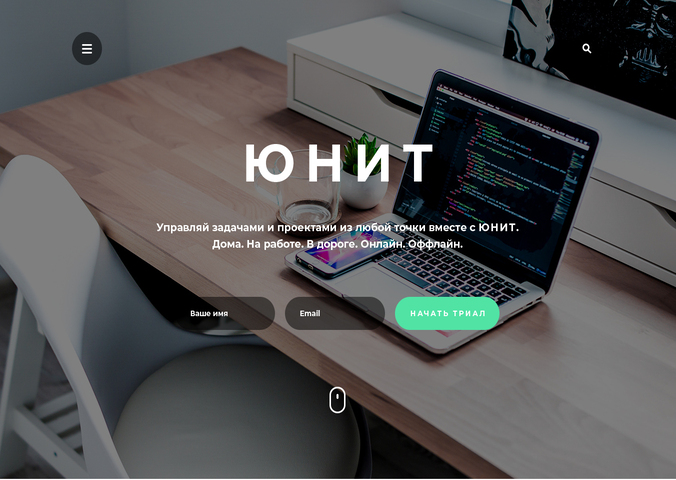 ЮНИТ
Управляй задачами и проектами из любой точки вместе с ЮНИТ.
Дома. На работе. В дороге. Онлайн. Оффлайн.
Ваше имя
Email
НАЧАТЬ ТРИАЛ